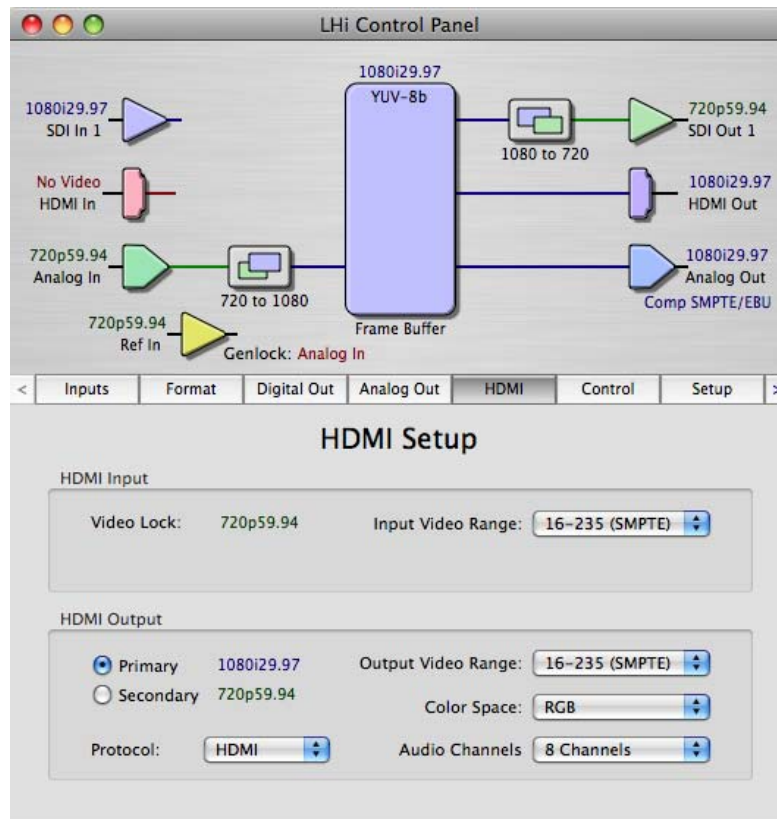 LHi Control Panel
1080i29.97
YUV-8b
1080i29.97
SDI In 1
1080 to 720
720p59.94
SDI Out 1
No Video
HDMI In
1080i29.97
HDMI Out
720p59.94
Analog In
720 to 1080
1080i29.97
Analog Out
Comp SMPTE/EBU
720p59.94
Ref In
Genlock: Analog In
Frame Buffer
< Inputs Format Digital Out Analog Out HDMI Control Setup >
HDMI Setup
HDMI Input
Video Lock: 720p59.94 Input Video Range: 16-235 (SMPTE)
HDMI Output
Primary 1080i29.97 Output Video Range: 16-235 (SMPTE)
Secondary 720p59.94 Color Space: RGB
Protocol: HDMI Audio Channels 8 Channels